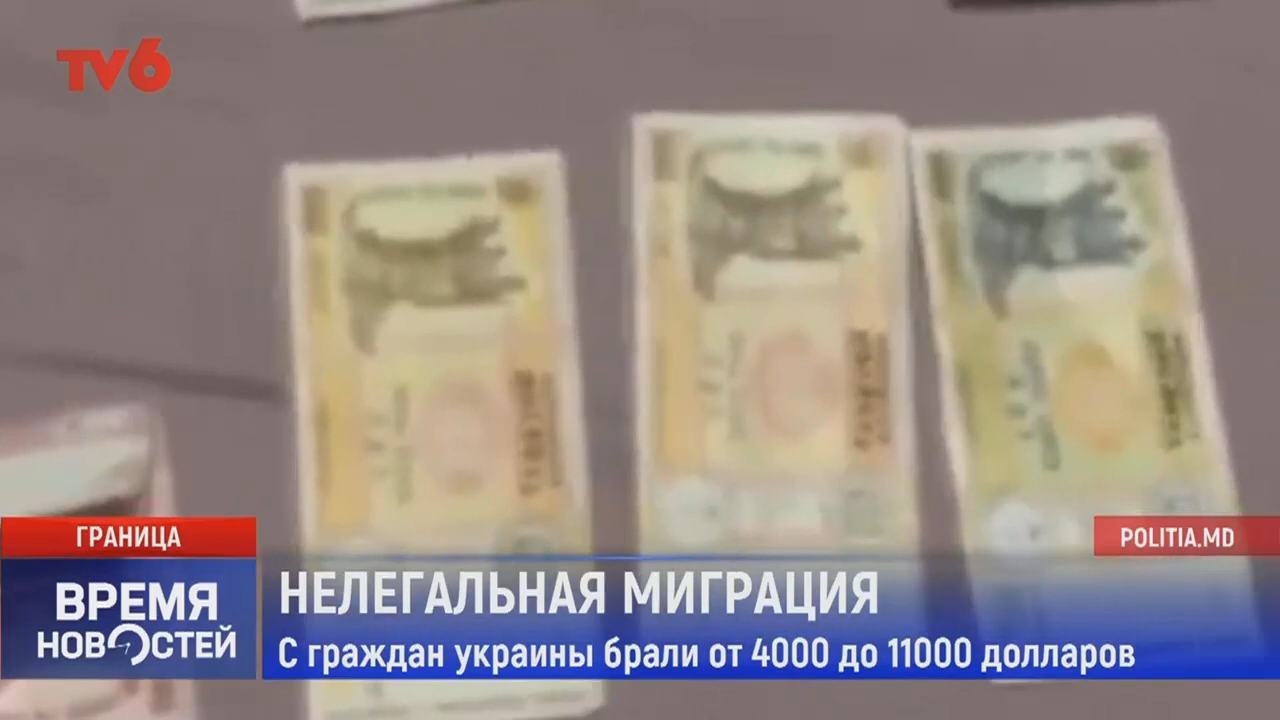 TV6
ГРАНИЦА
POLITIA.MD
ВРЕМЯ
НОВОСТЕЙ
НЕЛЕГАЛЬНАЯ МИГРАЦИЯ
С граждан украины брали от 4000 до 11000 долларов